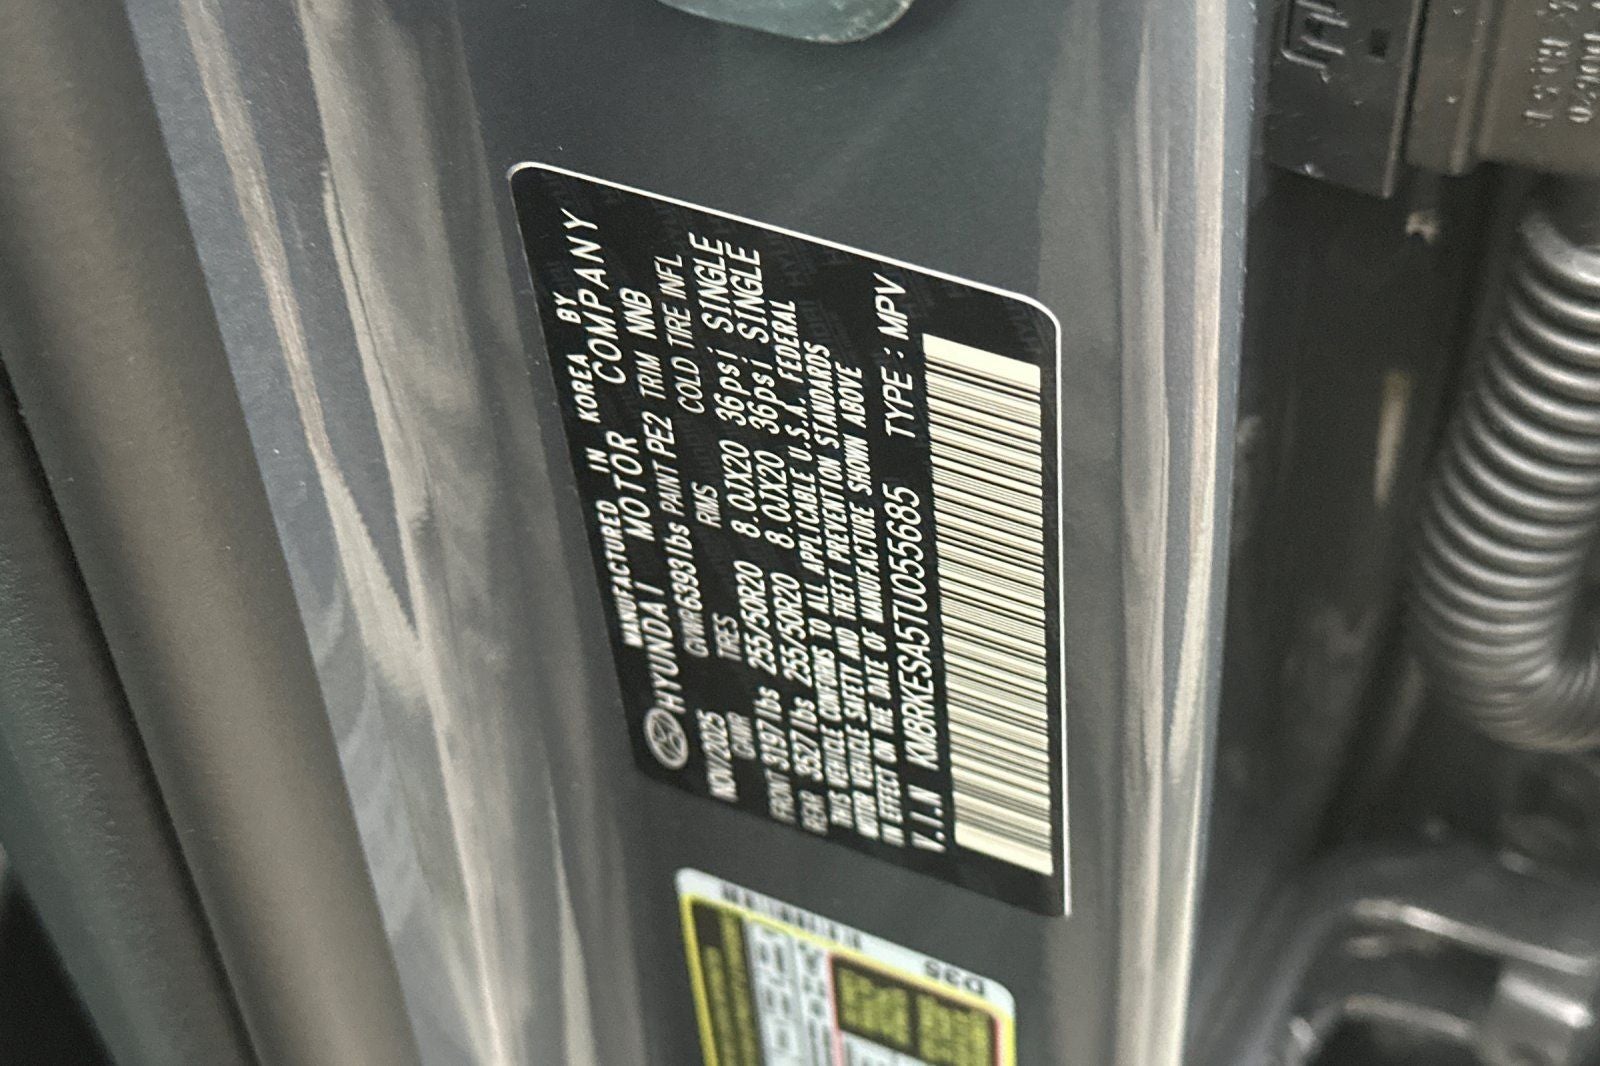 MANUFACTURED IN KOREA BY
HYUNDAI MOTOR COMPANY
NOV/2025 GVWR 6393lbs PAINT PE2 TRIM NNB
GAWR TIRES RIMS COLD TIRE INFL
FRONT 3197lbs 255/50R20 8.0JX20 36psi SINGLE
REAR 3527lbs 255/50R20 8.0JX20 36psi SINGLE
THIS VEHICLE CONFORMS TO ALL APPLICABLE U.S.A. FEDERAL
MOTOR VEHICLE SAFETY AND THEFT PREVENTION STANDARDS
IN EFFECT ON THE DATE OF MANUFACTURE SHOWN ABOVE
V.I.N KM8RKESA5TU055685 TYPE : MPV